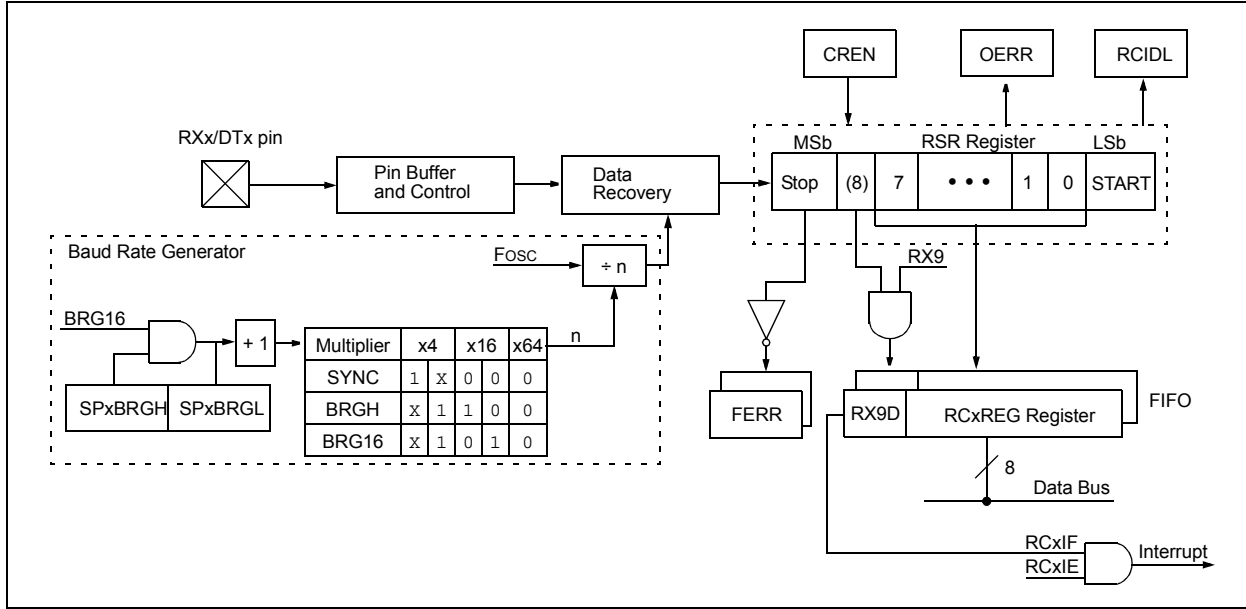 CREN
OERR
RCIDL
RXx/DTx pin
MSb
RSR Register
LSb
Pin Buffer
and Control
Data
Recovery
Stop
(8)
7
• • •
1
0
START
Baud Rate Generator
FOSC
÷ n
RX9
BRG16
+ 1
n
Multiplier x4 x16 x64
SYNC 1 X 0 0 0
BRGH X 1 1 0 0
BRG16 X 1 0 1 0
SPxBRGH
SPxBRGL
FERR
RX9D
RCxREG Register
FIFO
8
Data Bus
RCxIF
RCxIE
Interrupt